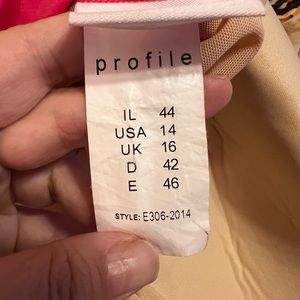 profile
IL 44
USA 14
UK 16
D 42
E 46
STYLE: E306-2014